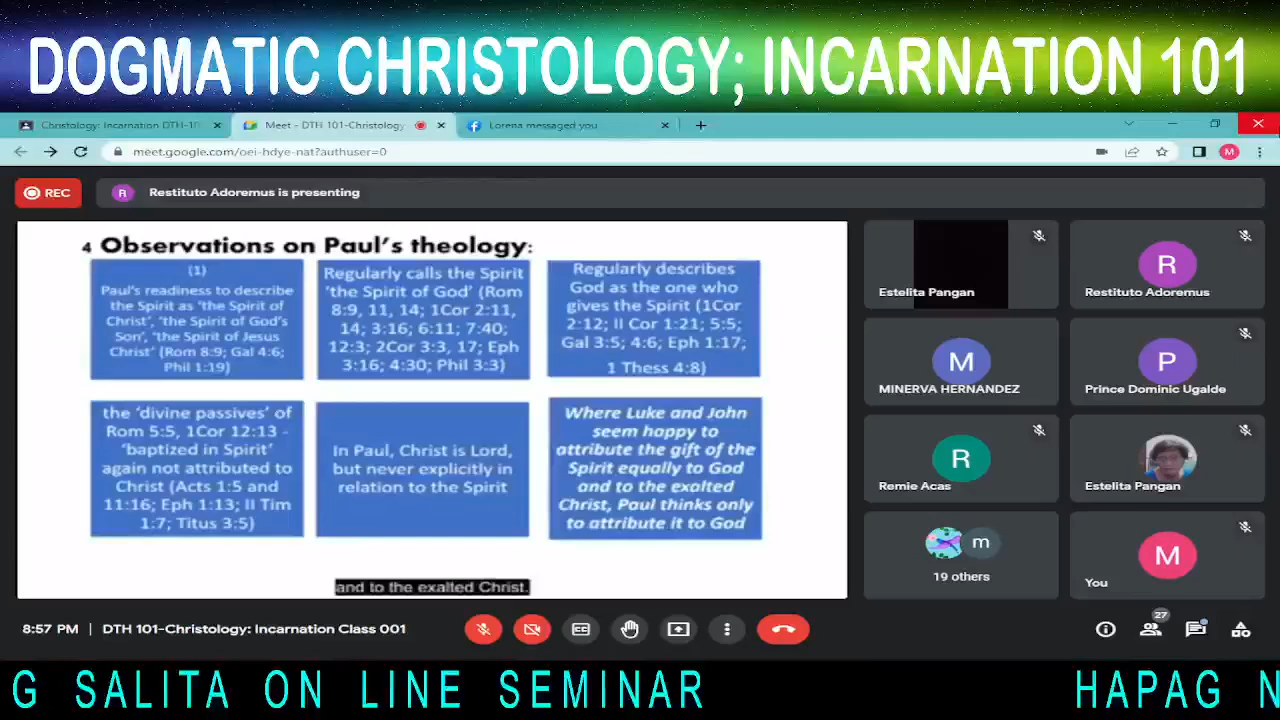 DOGMATIC CHRISTOLOGY; INCARNATION 101
Christology: Incarnation DTH-10
Meet - DTH 101-Christology
Lorena messaged you
meet.google.com/oei-hdye-nat?authuser=0
M
REC
R
Restituto Adoremus is presenting
4 Observations on Paul's theology:
(1)
Paul's readiness to describe
the Spirit as 'the Spirit of
Christ', 'the Spirit of God's
Son', 'the Spirit of Jesus
Christ' (Rom 8:9; Gal 4:6;
Phil 1:19)
Regularly calls the Spirit
'the Spirit of God' (Rom
8:9, 11, 14; 1Cor 2:11,
14; 3:16; 6:11; 7:40;
12:3; 2Cor 3:3, 17; Eph
3:16; 4:30; Phil 3:3)
Regularly describes
God as the one who
gives the Spirit (1Cor
2:12; II Cor 1:21; 5:5;
Gal 3:5; 4:6; Eph 1:17;
1 Thess 4:8)
the 'divine passives' of
Rom 5:5, 1Cor 12:13 -
'baptized in Spirit'
again not attributed to
Christ (Acts 1:5 and
11:16; Eph 1:13; II Tim
1:7; Titus 3:5)
In Paul, Christ is Lord,
but never explicitly in
relation to the Spirit
Where Luke and John
seem happy to
attribute the gift of the
Spirit equally to God
and to the exalted
Christ, Paul thinks only
to attribute it to God
and to the exalted Christ.
Estelita Pangan
R
Restituto Adoremus
M
MINERVA HERNANDEZ
P
Prince Dominic Ugalde
R
Remie Acas
Estelita Pangan
m
19 others
M
You
8:57 PM | DTH 101-Christology: Incarnation Class 001
CC
27
G SALITA ON LINE SEMINAR
HAPAG N